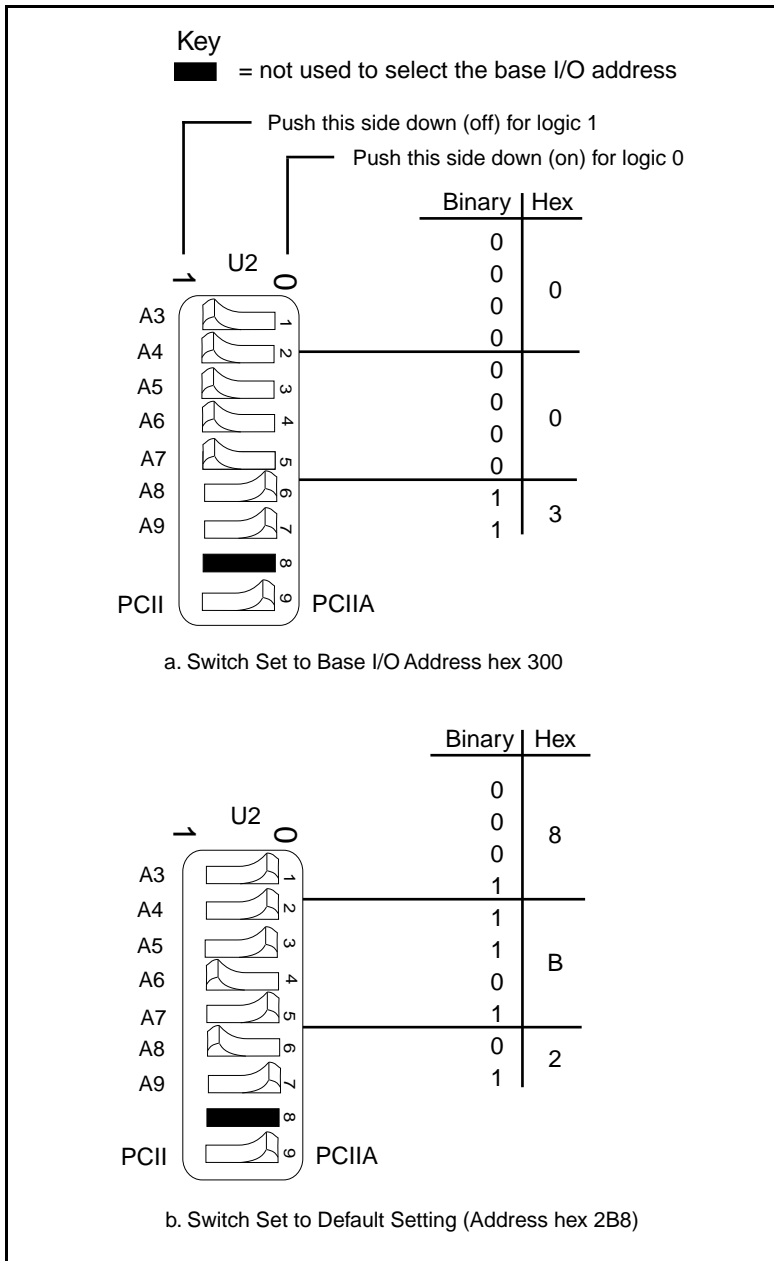 Key
= not used to select the base I/O address
Push this side down (off) for logic 1
Push this side down (on) for logic 0
Binary Hex
U2
1 0
0
0
0
0
0
A3 1
A4 2
A5 3
A6 4
A7 5
A8 6
A9 7
8
PCII 9 PCIIA
0
0
0
0
0
1
1
3
a. Switch Set to Base I/O Address hex 300
Binary Hex
U2
1 0
0
0
0
1
8
A3 1
A4 2
A5 3
A6 4
A7 5
A8 6
A9 7
8
PCII 9 PCIIA
1
1
0
1
B
0
1
2
b. Switch Set to Default Setting (Address hex 2B8)